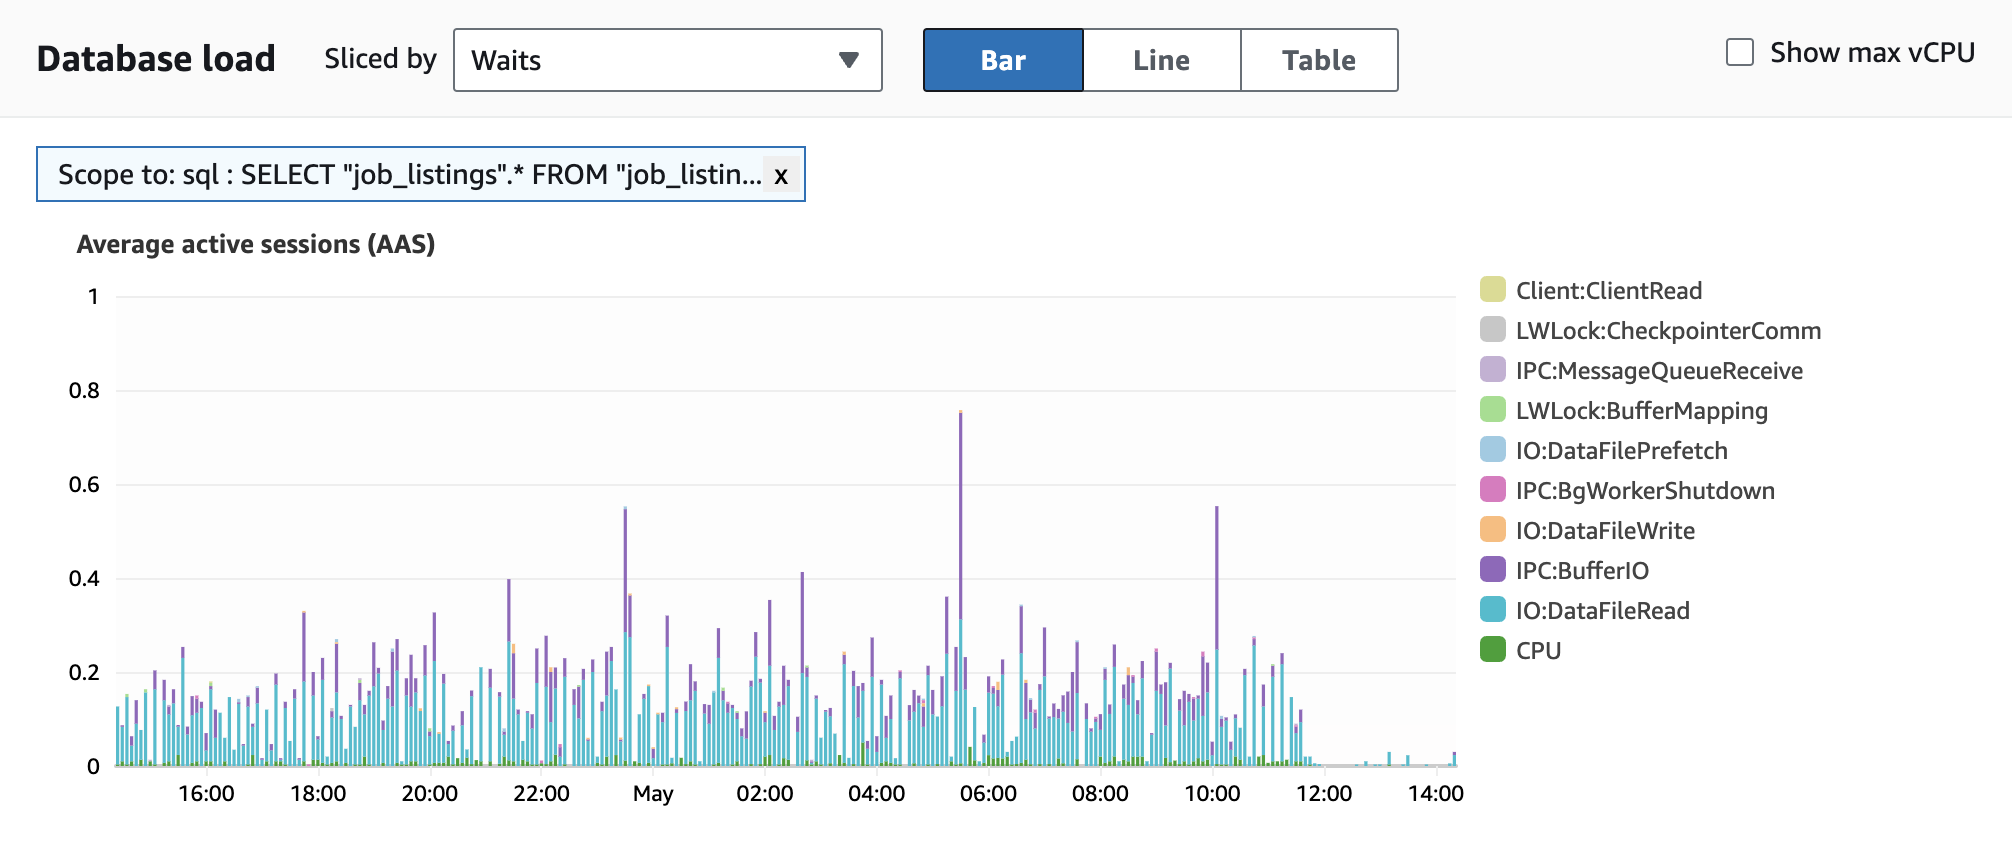 Database load Sliced by Waits Bar Line Table Show max vCPU
Scope to: sql : SELECT "job_listings".* FROM "job_listin... x
Average active sessions (AAS)
1
0.8
0.6
0.4
0.2
0
16:00 18:00 20:00 22:00 May 02:00 04:00 06:00 08:00 10:00 12:00 14:00
Client:ClientRead
LWLock:CheckpointerComm
IPC:MessageQueueReceive
LWLock:BufferMapping
IO:DataFilePrefetch
IPC:BgWorkerShutdown
IO:DataFileWrite
IPC:BufferIO
IO:DataFileRead
CPU